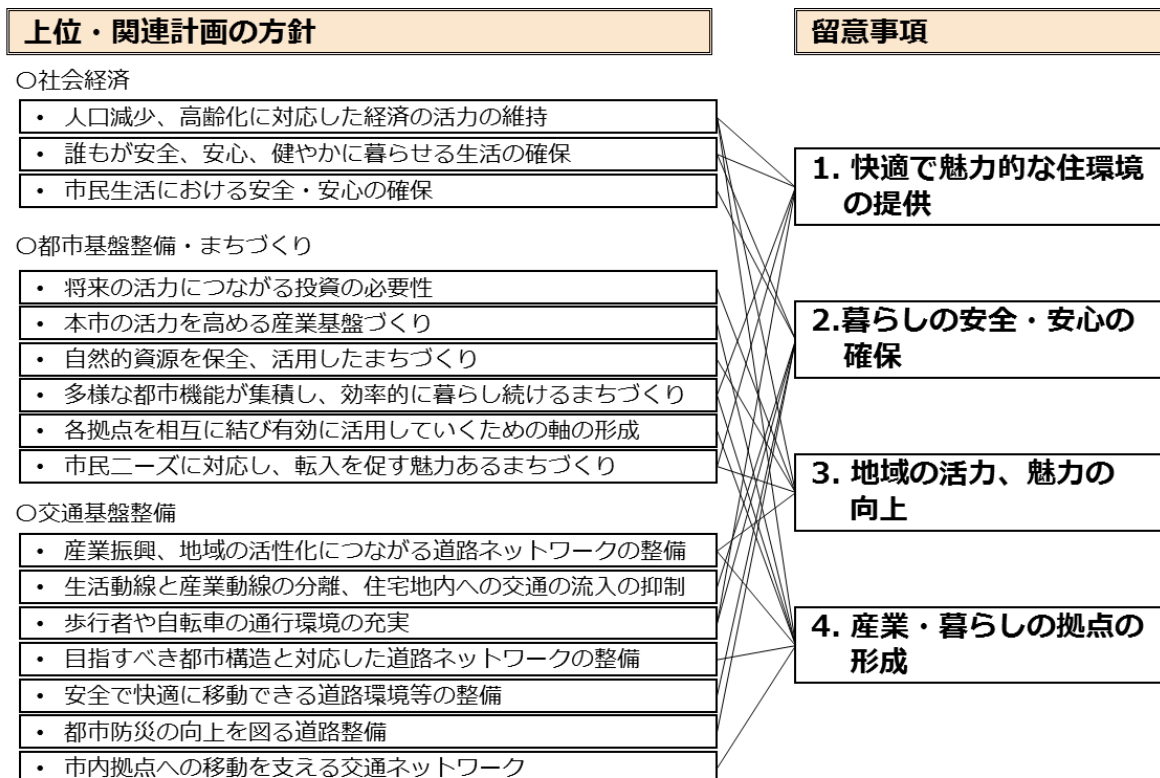 上位・関連計画の方針
〇社会経済
• 人口減少、高齢化に対応した経済の活力の維持
• 誰もが安全、安心、健やかに暮らせる生活の確保
• 市民生活における安全・安心の確保
〇都市基盤整備・まちづくり
• 将来の活力につながる投資の必要性
• 本市の活力を高める産業基盤づくり
• 自然的資源を保全、活用したまちづくり
• 多様な都市機能が集積し、効率的に暮らし続けるまちづくり
• 各拠点を相互に結び有効に活用していくための軸の形成
• 市民ニーズに対応し、転入を促す魅力あるまちづくり
〇交通基盤整備
• 産業振興、地域の活性化につながる道路ネットワークの整備
• 生活動線と産業動線の分離、住宅地内への交通の流入の抑制
• 歩行者や自転車の通行環境の充実
• 目指すべき都市構造と対応した道路ネットワークの整備
• 安全で快適に移動できる道路環境等の整備
• 都市防災の向上を図る道路整備
• 市内拠点への移動を支える交通ネットワーク
留意事項
1. 快適で魅力的な住環境
の提供
2.暮らしの安全・安心の
確保
3. 地域の活力、魅力の
向上
4. 産業・暮らしの拠点の
形成